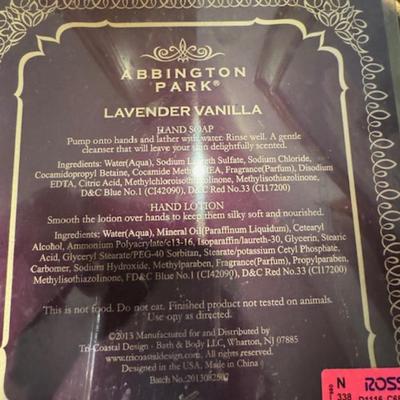 ABBINGTON
PARK®
LAVENDER VANILLA
HAND SOAP
Pump onto hands and lather with water. Rinse well. A gentle
cleanser that will leave your skin delightfully scented.
Ingredients: Water(Aqua), Sodium Laureth Sulfate, Sodium Chloride,
Cocamidopropyl Betaine, Cocamide MEA, Fragrance(Parfum), Disodium
EDTA, Citric Acid, Methylchloroisothiazolinone, Methylisothiazolinone,
D&C Blue No.1 (CI42090), D&C Red No.33 (CI17200)
HAND LOTION
Smooth the lotion over hands to keep them silky soft and nourished.
Ingredients: Water(Aqua), Mineral Oil(Paraffinum Liquidum), Cetearyl
Alcohol, Ammonium Polyacrylate/c13-16, Isoparaffin/laureth-30, Glycerin, Stearic
Acid, Glyceryl Stearate/PEG-40 Sorbitan, Stearate/potassium Cetyl Phosphate,
Carbomer, Sodium Hydroxide, Methylparaben, Fragrance(Parfum), Propylparaben,
Methylisothiazolinone, FD&C Blue No.1 (CI42090), D&C Red No.33 (CI17200)
This is not food. Do not eat. Finished product not tested on animals.
Use only as directed.
©2013 Manufactured for and Distributed by
Tri-Coastal Design - Bath & Body LLC, Wharton, NJ 07885
www.tricoastaldesign.com. All rights reserved.
Designed in the USA. Made in China
Batch No.:2013082502
N
338
ROSS